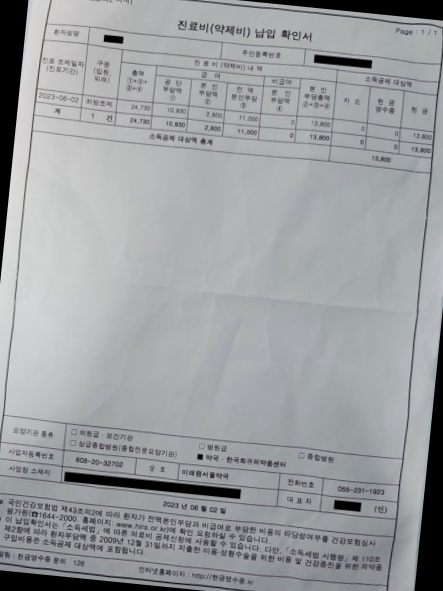 진료비(약제비) 납입 확인서
Page : 1 / 1
환자성명
주민등록번호
진료.조제일자
(진료기간)
구분
(입원,
외래)
진 료 비 (약제비) 내 역
소득공제 대상액
총액
①+②+
③+④
급 여
비급여
본 인
부담총액
②+③+④
카 드
현 금
영수증
현 금
공 단
부담액
①
본 인
부담액
②
전 액
본인부담
③
본 인
부담액
④
2023-06-02 처방조제 24,730 10,930 2,800 11,000 0 13,800 0 0 13,800
계 1 건 24,730 10,930 2,800 11,000 0 13,800 0 0 13,800
소득공제 대상액 총계 13,800
요양기관 종류
□ 의원급 · 보건기관 □ 병원급 □ 종합병원
□ 상급종합병원(종합전문요양기관) ■ 약국 · 한국희귀의약품센터
사업자등록번호 608-20-32702 상 호 미래원서울약국 전화번호 055-231-1923
사업장 소재지 대 표 자 (인)
2023 년 06 월 02 일
국민건강보험법 제43조의2에 따라 환자가 전액본인부담과 비급여로 부담한 비용의 타당성여부를 건강보험심사
평가원(☎1644-2000, 홈페이지 www.hira.or.kr)에 확인 요청하실 수 있습니다.
이 납입확인서는 「소득세법」에 따른 의료비 공제신청에 사용할 수 있습니다. 다만, 「소득세법 시행령」 제 110조
제2항에 따라 환자부담액 중 2009년 12월 31일까지 지출한 미용·성형수술을 위한 비용 및 건강증진을 위한 의약품
구입비용은 소득공제 대상액에 포함됩니다.
현금영수증 문의 126 인터넷홈페이지 : http://현금영수증.kr